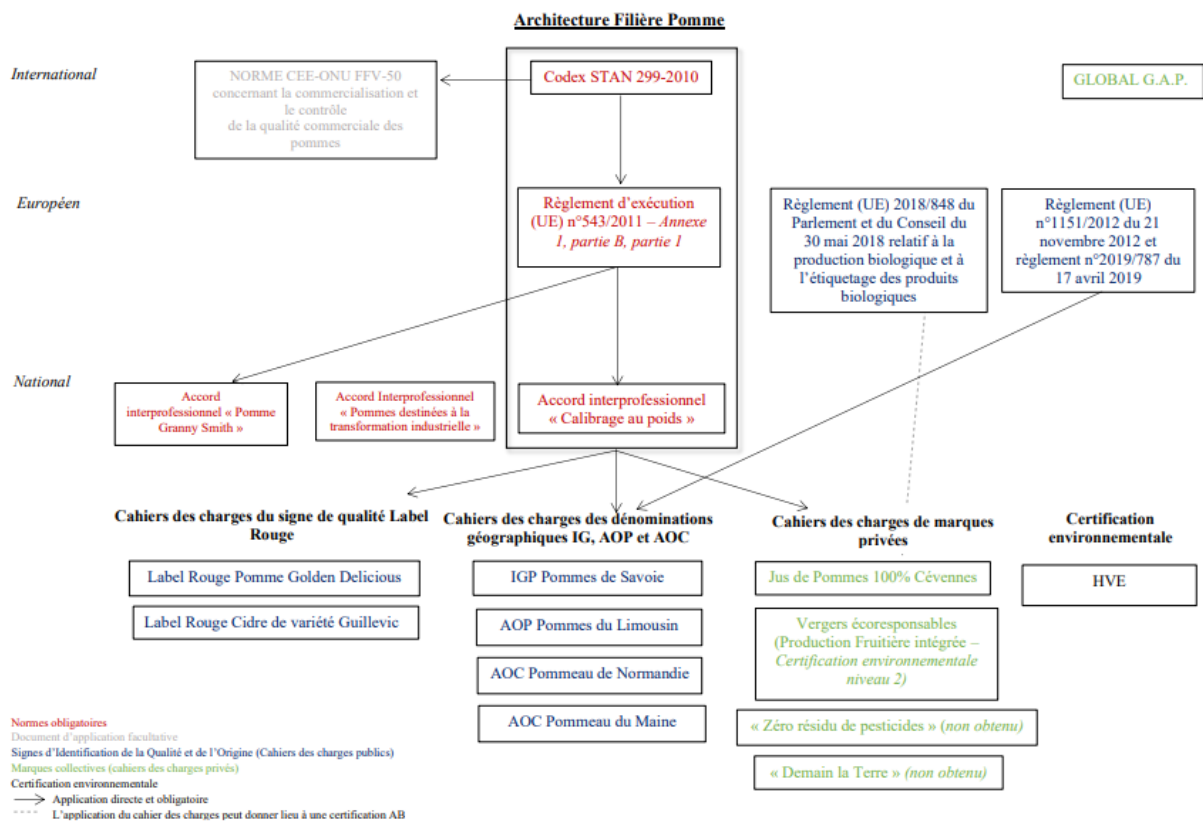 Architecture Filière Pomme
International
NORME CEE-ONU FFV-50
concernant la commercialisation et
le contrôle
de la qualité commerciale des
pommes
Codex STAN 299-2010
GLOBAL G.A.P.
Européen
Règlement d'exécution
(UE) n°543/2011 – Annexe
1, partie B, partie 1
Règlement (UE) 2018/848 du
Parlement et du Conseil du
30 mai 2018 relatif à la
production biologique et à
l'étiquetage des produits
biologiques
Règlement (UE)
n°1151/2012 du 21
novembre 2012 et
règlement n°2019/787 du
17 avril 2019
National
Accord
interprofessionnel « Pomme
Granny Smith »
Accord Interprofessionnel
« Pommes destinées à la
transformation industrielle »
Accord interprofessionnel
« Calibrage au poids »
Cahiers des charges du signe de qualité Label
Rouge
Label Rouge Pomme Golden Delicious
Label Rouge Cidre de variété Guillevic
Cahiers des charges des dénominations
géographiques IG, AOP et AOC
IGP Pommes de Savoie
AOP Pommes du Limousin
AOC Pommeau de Normandie
AOC Pommeau du Maine
Cahiers des charges de marques
privées
Jus de Pommes 100% Cévennes
Vergers écoresponsables
(Production Fruitière intégrée –
Certification environnementale
niveau 2)
« Zéro résidu de pesticides » (non obtenu)
« Demain la Terre » (non obtenu)
Certification
environnementale
HVE
Normes obligatoires
Document d'application facultative
Signes d'Identification de la Qualité et de l'Origine (Cahiers des charges publics)
Marques collectives (cahiers des charges privés)
Certification environnementale
Application directe et obligatoire
L'application du cahier des charges peut donner lieu à une certification AB